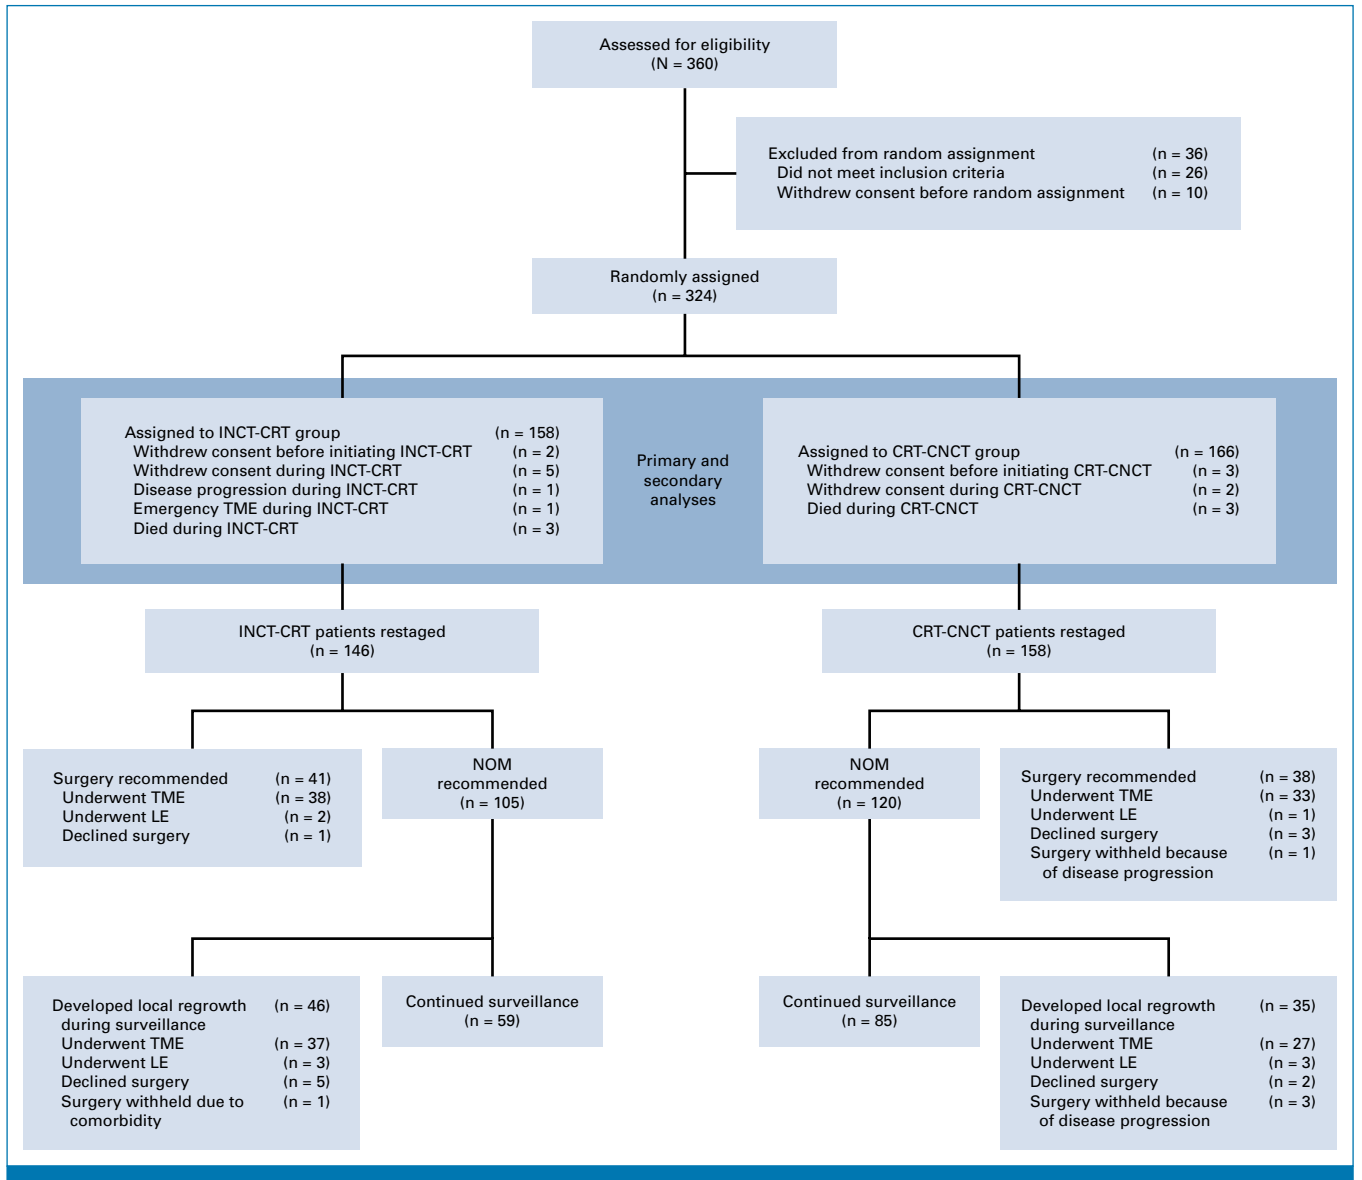 Assessed for eligibility
(N = 360)
Excluded from random assignment (n = 36)
Did not meet inclusion criteria (n = 26)
Withdrew consent before random assignment (n = 10)
Randomly assigned
(n = 324)
Assigned to INCT-CRT group (n = 158)
Withdrew consent before initiating INCT-CRT (n = 2)
Withdrew consent during INCT-CRT (n = 5)
Disease progression during INCT-CRT (n = 1)
Emergency TME during INCT-CRT (n = 1)
Died during INCT-CRT (n = 3)
Primary and
secondary
analyses
Assigned to CRT-CNCT group (n = 166)
Withdrew consent before initiating CRT-CNCT (n = 3)
Withdrew consent during CRT-CNCT (n = 2)
Died during CRT-CNCT (n = 3)
INCT-CRT patients restaged
(n = 146)
CRT-CNCT patients restaged
(n = 158)
Surgery recommended (n = 41)
Underwent TME (n = 38)
Underwent LE (n = 2)
Declined surgery (n = 1)
NOM
recommended
(n = 105)
NOM
recommended
(n = 120)
Surgery recommended (n = 38)
Underwent TME (n = 33)
Underwent LE (n = 1)
Declined surgery (n = 3)
Surgery withheld because (n = 1)
of disease progression
Developed local regrowth (n = 46)
during surveillance
Underwent TME (n = 37)
Underwent LE (n = 3)
Declined surgery (n = 5)
Surgery withheld due to (n = 1)
comorbidity
Continued surveillance
(n = 59)
Continued surveillance
(n = 85)
Developed local regrowth (n = 35)
during surveillance
Underwent TME (n = 27)
Underwent LE (n = 3)
Declined surgery (n = 2)
Surgery withheld because (n = 3)
of disease progression